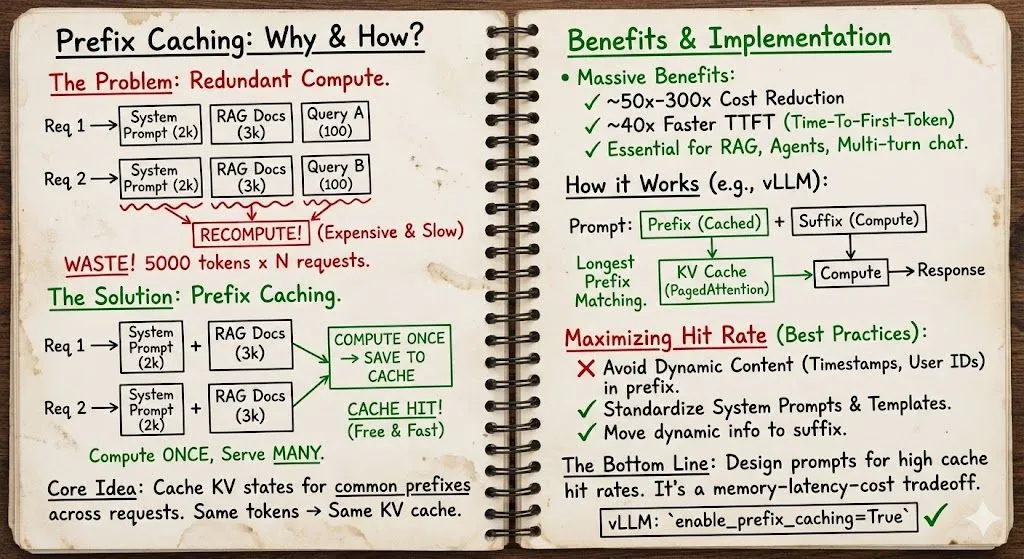 Prefix Caching: Why & How?
The Problem: Redundant Compute.
Req 1 → System Prompt (2k) RAG Docs (3k) Query A (100)
Req 2 → System Prompt (2k) RAG Docs (3k) Query B (100)
RECOMPUTE! (Expensive & Slow)
WASTE! 5000 tokens x N requests.
The Solution: Prefix Caching.
Req 1 → System Prompt (2k) + RAG Docs (3k)
Req 2 → System Prompt (2k) + RAG Docs (3k)
COMPUTE ONCE
→ SAVE TO
CACHE
CACHE HIT!
(Free & Fast)
Compute ONCE, Serve MANY.
Core Idea: Cache KV states for common prefixes
across requests. Same tokens → Same KV cache.
Benefits & Implementation
• Massive Benefits:
✓ ~50x-300x Cost Reduction
✓ ~40x Faster TTFT (Time-To-First-Token)
✓ Essential for RAG, Agents, Multi-turn chat.
How it Works (e.g., vLLM):
Prompt: Prefix (Cached) + Suffix (Compute)
Longest
Prefix
Matching.
KV Cache
(PagedAttention)
Compute → Response
Maximizing Hit Rate (Best Practices):
✗ Avoid Dynamic Content (Timestamps, User IDs)
in prefix.
✓ Standardize System Prompts & Templates.
✓ Move dynamic info to suffix.
The Bottom Line: Design prompts for high cache
hit rates. It's a memory-latency-cost tradeoff.
vLLM: `enable_prefix_caching=True` ✓